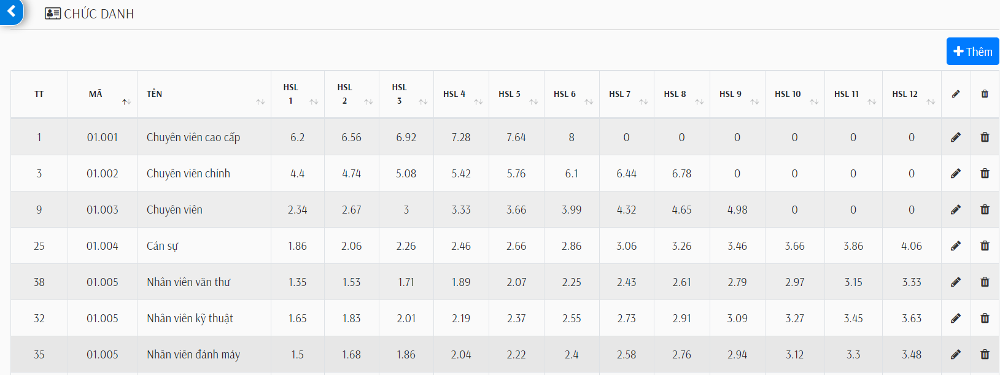 CHỨC DANH
Thêm
TT MÃ TÊN HSL 1 HSL 2 HSL 3 HSL 4 HSL 5 HSL 6 HSL 7 HSL 8 HSL 9 HSL 10 HSL 11 HSL 12
1 01.001 Chuyên viên cao cấp 6.2 6.56 6.92 7.28 7.64 8 0 0 0 0 0 0
3 01.002 Chuyên viên chính 4.4 4.74 5.08 5.42 5.76 6.1 6.44 6.78 0 0 0 0
9 01.003 Chuyên viên 2.34 2.67 3 3.33 3.66 3.99 4.32 4.65 4.98 0 0 0
25 01.004 Cán sự 1.86 2.06 2.26 2.46 2.66 2.86 3.06 3.26 3.46 3.66 3.86 4.06
38 01.005 Nhân viên văn thư 1.35 1.53 1.71 1.89 2.07 2.25 2.43 2.61 2.79 2.97 3.15 3.33
32 01.005 Nhân viên kỹ thuật 1.65 1.83 2.01 2.19 2.37 2.55 2.73 2.91 3.09 3.27 3.45 3.63
35 01.005 Nhân viên đánh máy 1.5 1.68 1.86 2.04 2.22 2.4 2.58 2.76 2.94 3.12 3.3 3.48